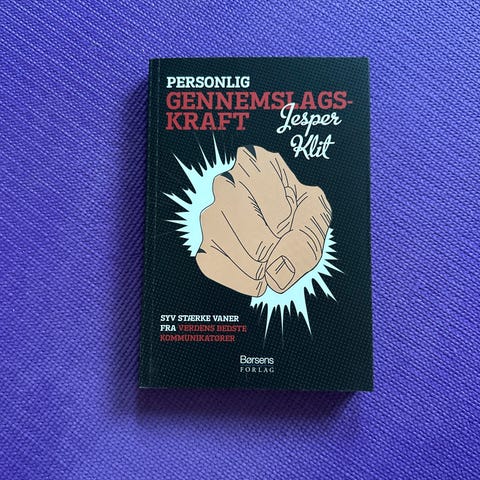 PERSONLIG
GENNEMSLAGS-
KRAFT
Jesper
Klit
SYV STÆRKE VANER
FRA VERDENS BEDSTE
KOMMUNIKATORER
Børsens
FORLAG